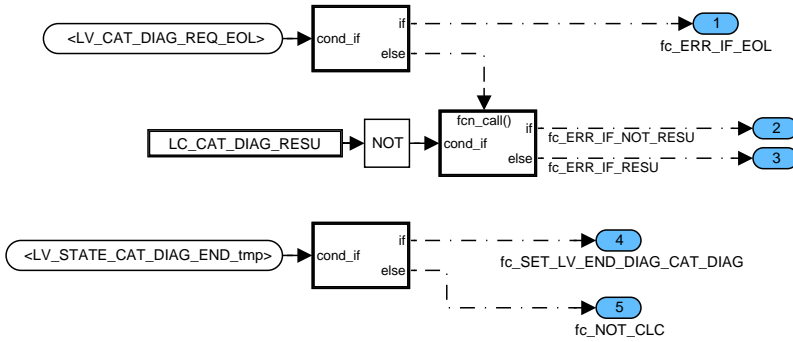 <LV_CAT_DIAG_REQ_EOL>
cond_if
if
else
1
fc_ERR_IF_EOL
LC_CAT_DIAG_RESU
NOT
fcn_call()
cond_if
if
else
fc_ERR_IF_NOT_RESU
2
fc_ERR_IF_RESU
3
<LV_STATE_CAT_DIAG_END_tmp>
cond_if
if
else
4
fc_SET_LV_END_DIAG_CAT_DIAG
5
fc_NOT_CLC